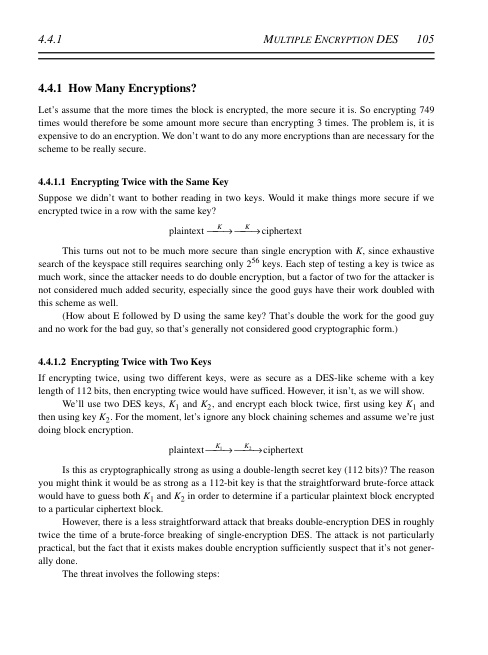 4.4.1 MULTIPLE ENCRYPTION DES 105
4.4.1 How Many Encryptions?
Let's assume that the more times the block is encrypted, the more secure it is. So encrypting 749
times would therefore be some amount more secure than encrypting 3 times. The problem is, it is
expensive to do an encryption. We don't want to do any more encryptions than are necessary for the
scheme to be really secure.
4.4.1.1 Encrypting Twice with the Same Key
Suppose we didn't want to bother reading in two keys. Would it make things more secure if we
encrypted twice in a row with the same key?
plaintext —K→ —K→ ciphertext
This turns out not to be much more secure than single encryption with K, since exhaustive
search of the keyspace still requires searching only 2^56 keys. Each step of testing a key is twice as
much work, since the attacker needs to do double encryption, but a factor of two for the attacker is
not considered much added security, especially since the good guys have their work doubled with
this scheme as well.
(How about E followed by D using the same key? That's double the work for the good guy
and no work for the bad guy, so that's generally not considered good cryptographic form.)
4.4.1.2 Encrypting Twice with Two Keys
If encrypting twice, using two different keys, were as secure as a DES-like scheme with a key
length of 112 bits, then encrypting twice would have sufficed. However, it isn't, as we will show.
We'll use two DES keys, K₁ and K₂, and encrypt each block twice, first using key K₁ and
then using key K₂. For the moment, let's ignore any block chaining schemes and assume we're just
doing block encryption.
plaintext —K₁→ —K₂→ ciphertext
Is this as cryptographically strong as using a double-length secret key (112 bits)? The reason
you might think it would be as strong as a 112-bit key is that the straightforward brute-force attack
would have to guess both K₁ and K₂ in order to determine if a particular plaintext block encrypted
to a particular ciphertext block.
However, there is a less straightforward attack that breaks double-encryption DES in roughly
twice the time of a brute-force breaking of single-encryption DES. The attack is not particularly
practical, but the fact that it exists makes double encryption sufficiently suspect that it's not gener-
ally done.
The threat involves the following steps: